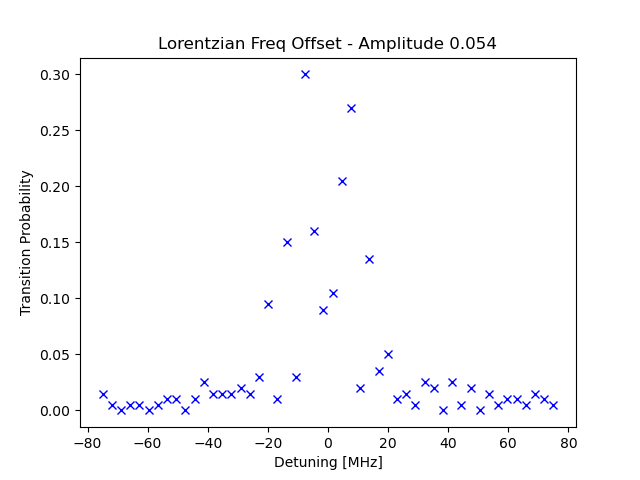 Lorentzian Freq Offset - Amplitude 0.054
0.30
0.25
0.20
0.15
0.10
0.05
0.00
Transition Probability
−80 −60 −40 −20 0 20 40 60 80
Detuning [MHz]